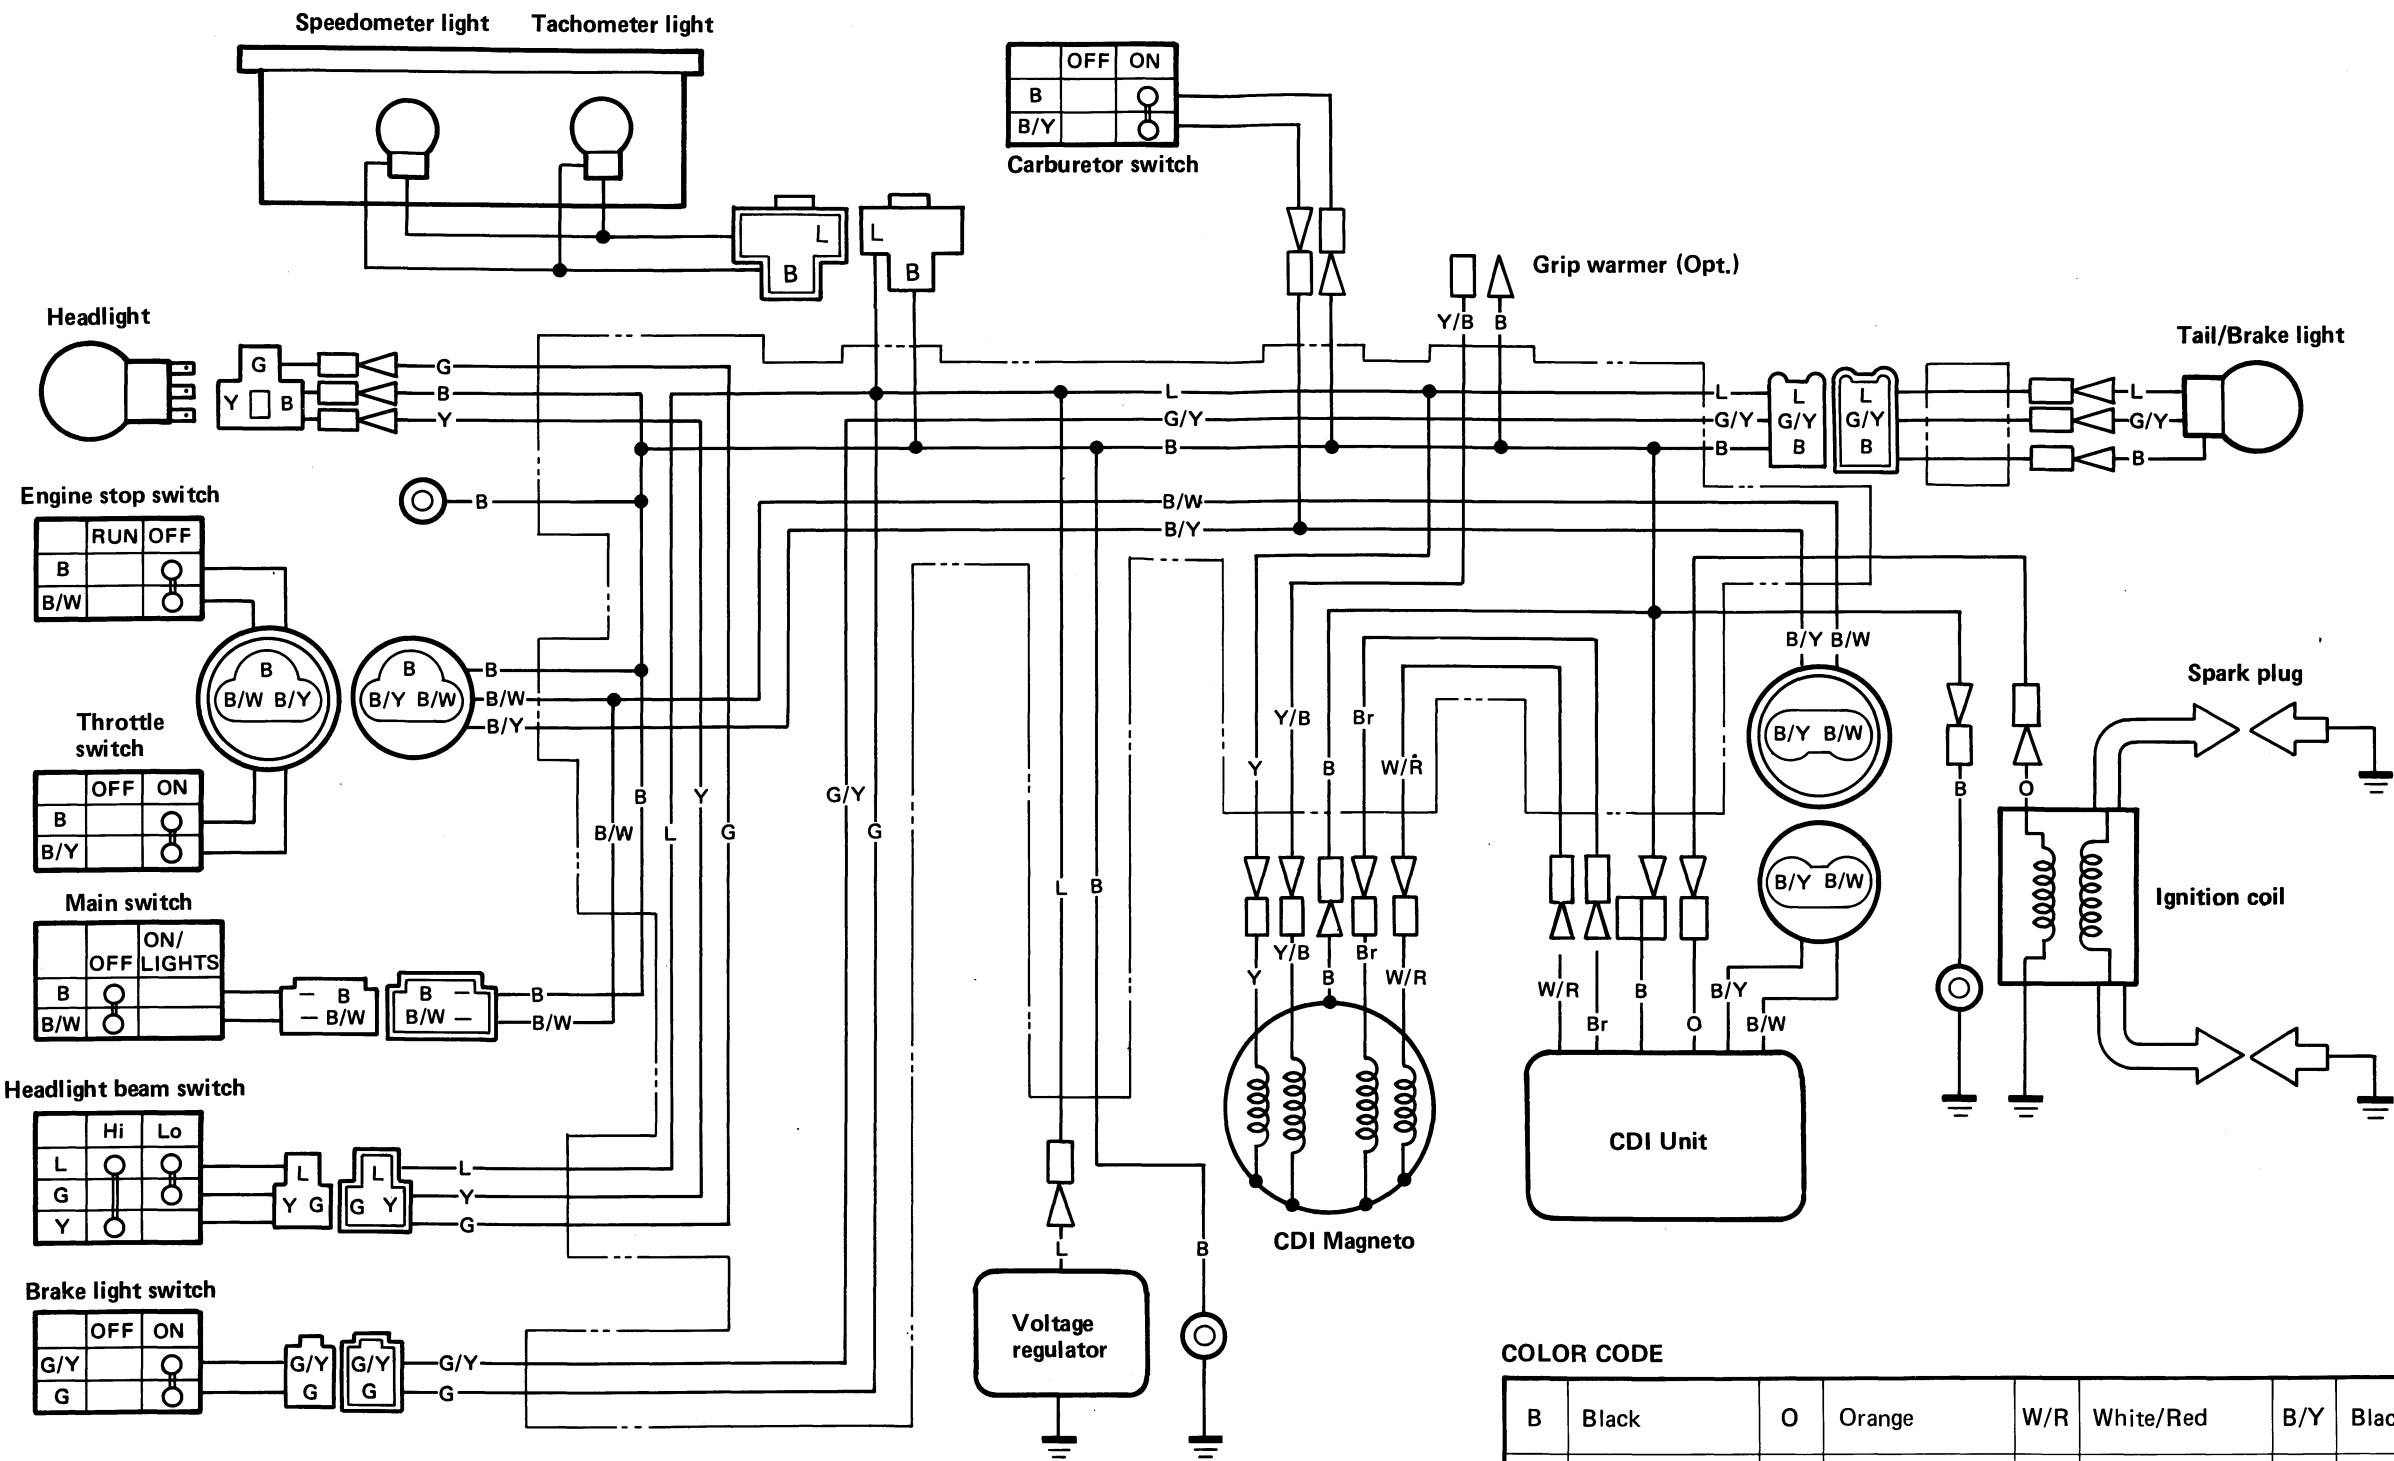 Speedometer light Tachometer light
OFF ON
B
B/Y
Carburetor switch
L L
B B
Grip warmer (Opt.)
Y/B B
Headlight
Tail/Brake light
G G
Y B B
Y
L L L L
G/Y G/Y G/Y G/Y G/Y
B B B B B
Engine stop switch
RUN OFF
B
B/W
B
B/W
B/Y
B/Y B/W
B B B
B/W B/Y B/Y B/W B/W
B/Y
Spark plug
Throttle
switch
OFF ON
B
B/Y
Y/B Br
Y B W/R
B/Y B/W
B O
B Y G/Y
B/W L G G
L B
B/Y B/W
Ignition coil
Main switch
ON/
OFF LIGHTS
B
B/W
B B B
B/W B/W B/W
Y/B Br
Y B W/R
W/R B B/Y
Br O B/W
CDI Unit
CDI Magneto
Headlight beam switch
Hi Lo
L
G
Y
L L L
Y G G Y Y
G
L
B
Voltage
regulator
Brake light switch
OFF ON
G/Y
G
G/Y G/Y G/Y
G G G
COLOR CODE
B Black O Orange W/R White/Red B/Y Blac